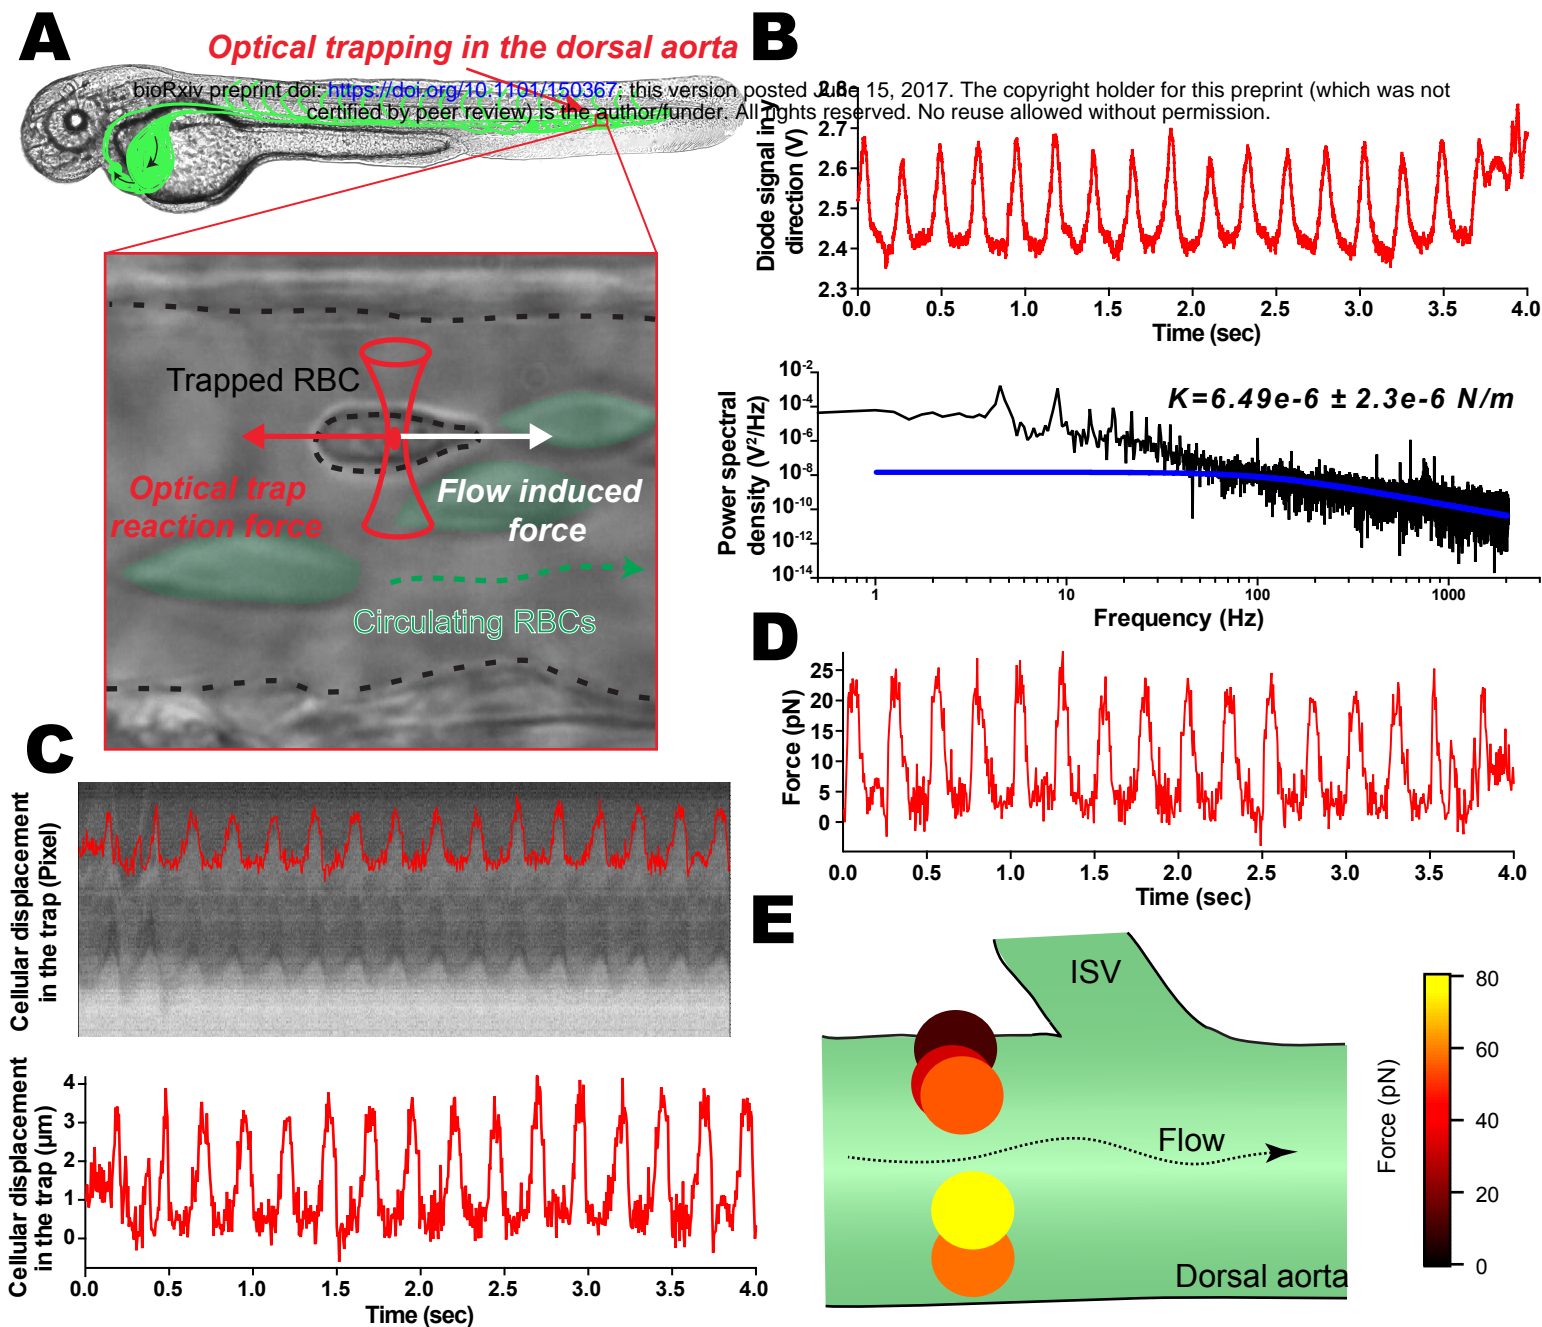 A
Optical trapping in the dorsal aorta
bioRxiv preprint doi: https://doi.org/10.1101/150367; this version posted June 15, 2017. The copyright holder for this preprint (which was not
certified by peer review) is the author/funder. All rights reserved. No reuse allowed without permission.
Trapped RBC
Optical trap
reaction force
Flow induced
force
Circulating RBCs
B
Diode signal in y
direction (V)
2.8
2.7
2.6
2.5
2.4
2.3
0.0 0.5 1.0 1.5 2.0 2.5 3.0 3.5 4.0
Time (sec)
Power spectral
density (V²/Hz)
10⁻²
10⁻⁴
10⁻⁶
10⁻⁸
10⁻¹⁰
10⁻¹²
10⁻¹⁴
K=6.49e-6 ± 2.3e-6 N/m
1 10 100 1000
Frequency (Hz)
C
Cellular displacement
in the trap (Pixel)
Cellular displacement
in the trap (µm)
4
3
2
1
0
0.0 0.5 1.0 1.5 2.0 2.5 3.0 3.5 4.0
Time (sec)
D
Force (pN)
25
20
15
10
5
0
0.0 0.5 1.0 1.5 2.0 2.5 3.0 3.5 4.0
Time (sec)
E
ISV
Flow
Dorsal aorta
Force (pN)
80
60
40
20
0